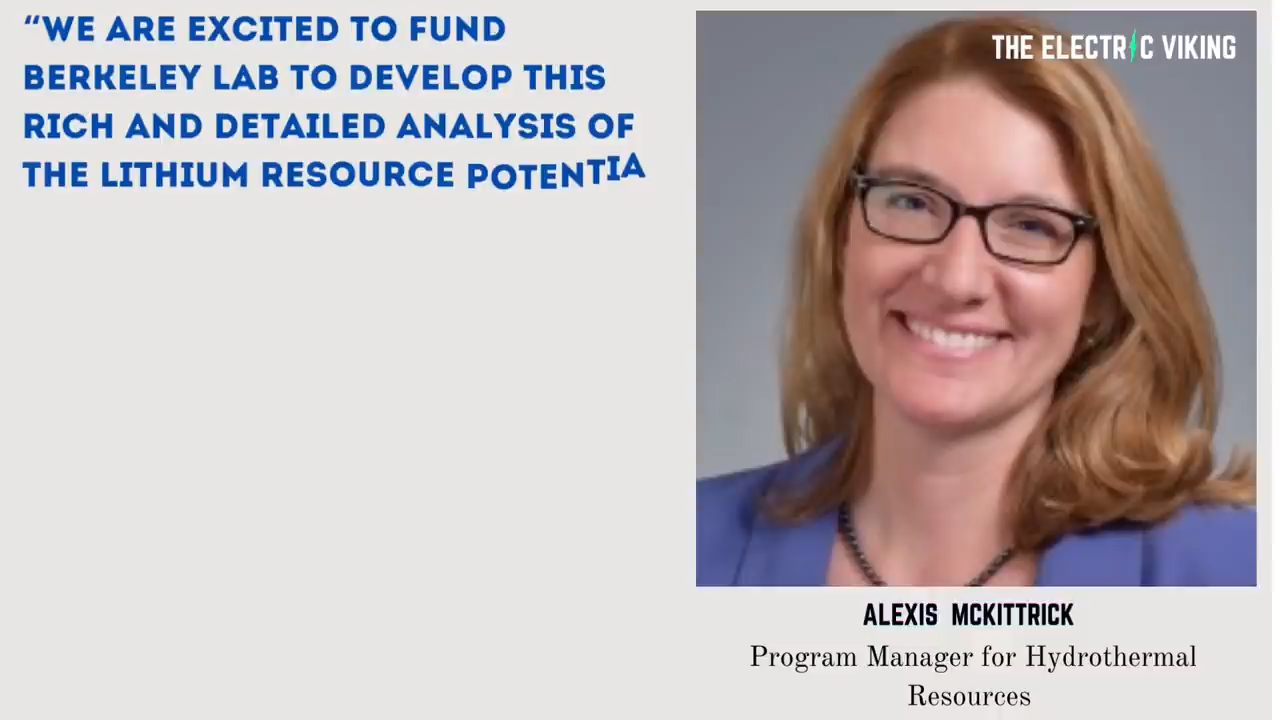 “WE ARE EXCITED TO FUND
BERKELEY LAB TO DEVELOP THIS
RICH AND DETAILED ANALYSIS OF
THE LITHIUM RESOURCE POTENTIA
THE ELECTRIC VIKING
ALEXIS MCKITTRICK
Program Manager for Hydrothermal
Resources